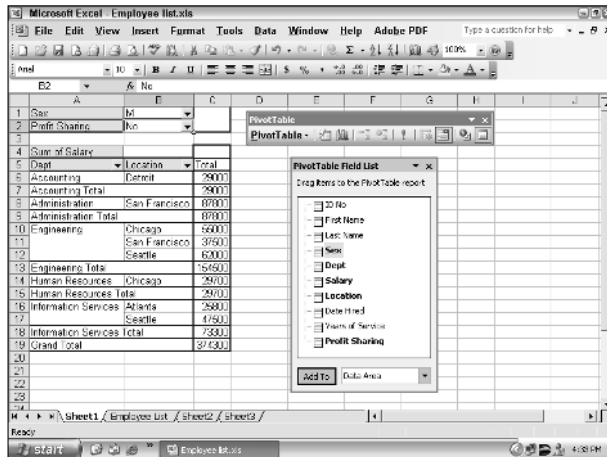 Microsoft Excel - Employee list.xls
File Edit View Insert Format Tools Data Window Help Adobe PDF Type a question for help
100%
Arial 10 B I U $ % ,
B2 fx No
A B C D E F G H I J
1 Sex M
2 Profit Sharing No
3
4 Sum of Salary
5 Dept Location Total
6 Accounting Detroit 29000
7 Accounting Total 29000
8 Administration San Francisco 87800
9 Administration Total 87800
10 Engineering Chicago 55000
11 San Francisco 37500
12 Seattle 62000
13 Engineering Total 154500
14 Human Resources Chicago 29700
15 Human Resources Total 29700
16 Information Services Atlanta 25800
17 Seattle 47500
18 Information Services Total 73300
19 Grand Total 374300
20
21
22
23
PivotTable
PivotTable
PivotTable Field List
Drag items to the PivotTable report
ID No
First Name
Last Name
Sex
Dept
Salary
Location
Date Hired
Years of Service
Profit Sharing
Add To Data Area
Sheet1 Employee List Sheet2 Sheet3
Ready
start Employee list.xls 4:33 PM